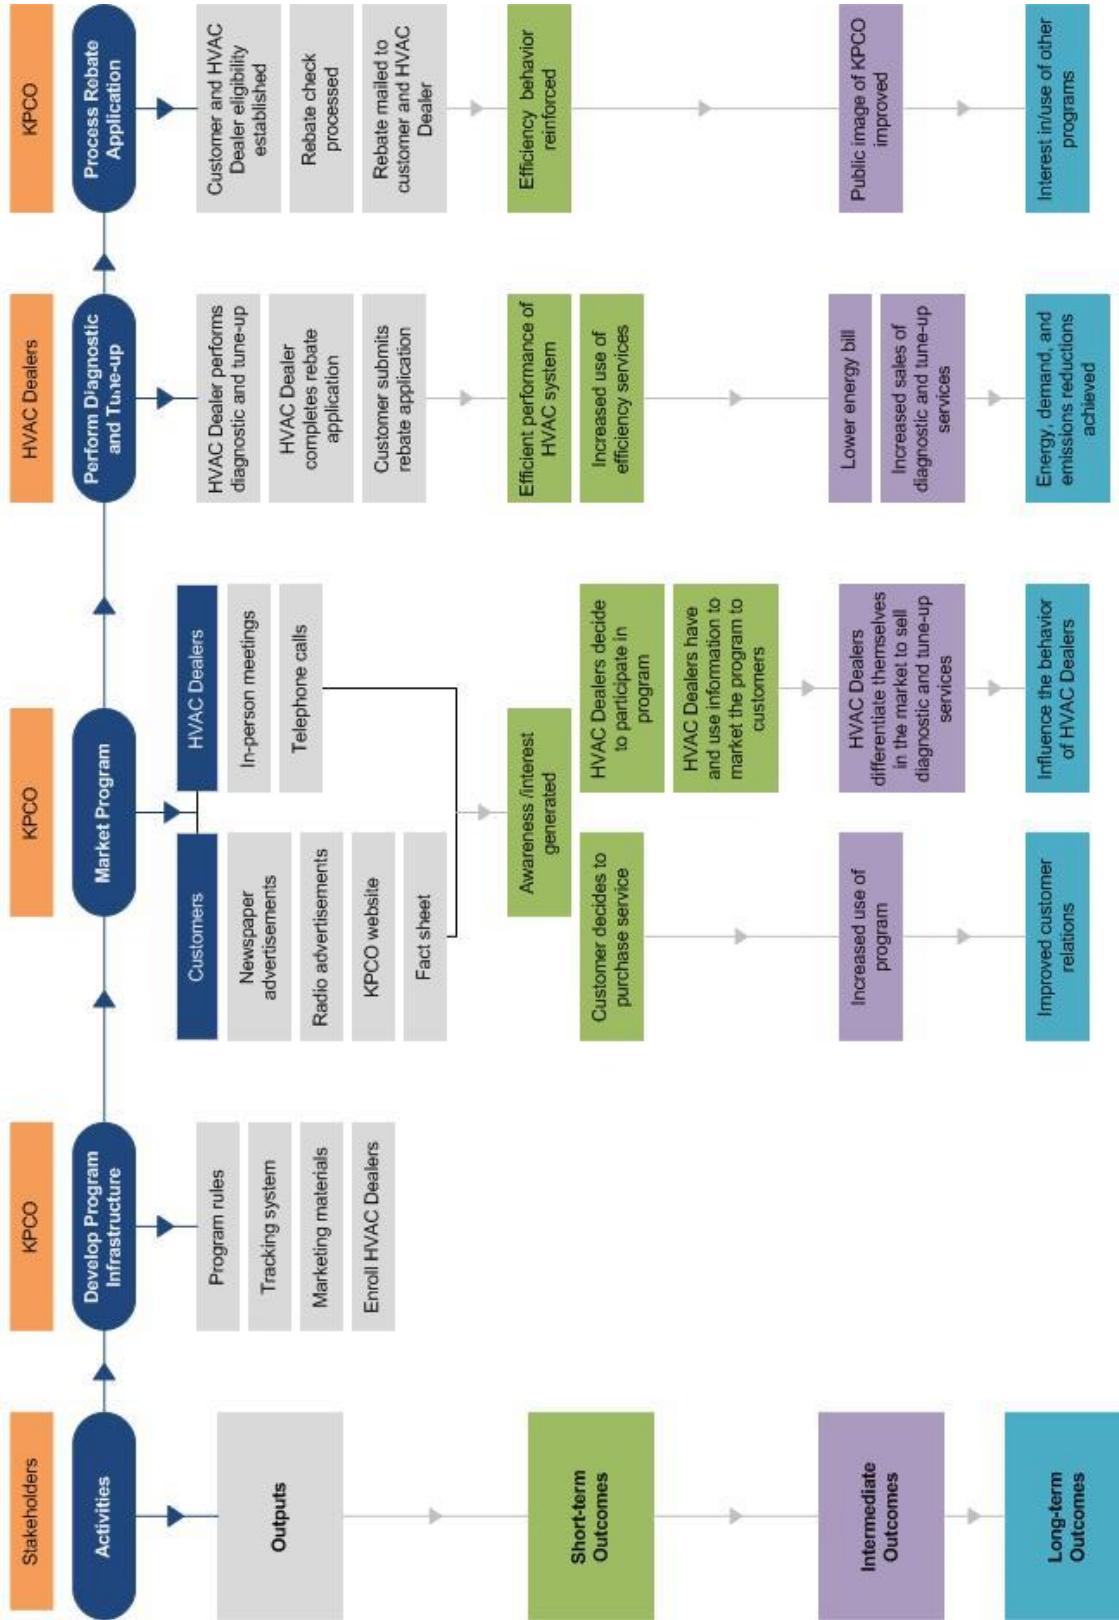 Stakeholders
KPCO
KPCO
HVAC Dealers
KPCO
Activities
Develop Program
Infrastructure
Market Program
Perform Diagnostic
and Tune-up
Process Rebate
Application
Outputs
Program rules
Tracking system
Marketing materials
Enroll HVAC Dealers
Customers
Newspaper
advertisements
Radio advertisements
KPCO website
Fact sheet
HVAC Dealers
In-person meetings
Telephone calls
HVAC Dealer performs
diagnostic and tune-up
HVAC Dealer
completes rebate
application
Customer submits
rebate application
Customer and HVAC
Dealer eligibility
established
Rebate check
processed
Rebate mailed to
customer and HVAC
Dealer
Short-term
Outcomes
Awareness /interest
generated
Customer decides to
purchase service
HVAC Dealers decide
to participate in
program
HVAC Dealers have
and use information to
market the program to
customers
Efficient performance of
HVAC system
Increased use of
efficiency services
Efficiency behavior
reinforced
Intermediate
Outcomes
Increased use of
program
HVAC Dealers
differentiate themselves
in the market to sell
diagnostic and tune-up
services
Lower energy bill
Increased sales of
diagnostic and tune-up
services
Public image of KPCO
improved
Long-term
Outcomes
Improved customer
relations
Influence the behavior
of HVAC Dealers
Energy, demand, and
emissions reductions
achieved
Interest in/use of other
programs